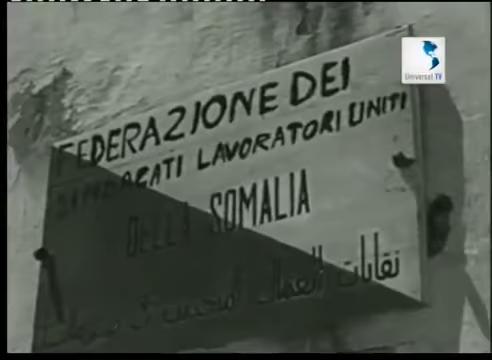 Universal TV
FEDERAZIONE DEI
SINDACATI LAVORATORI UNITI
DELLA SOMALIA
نقابات العمال